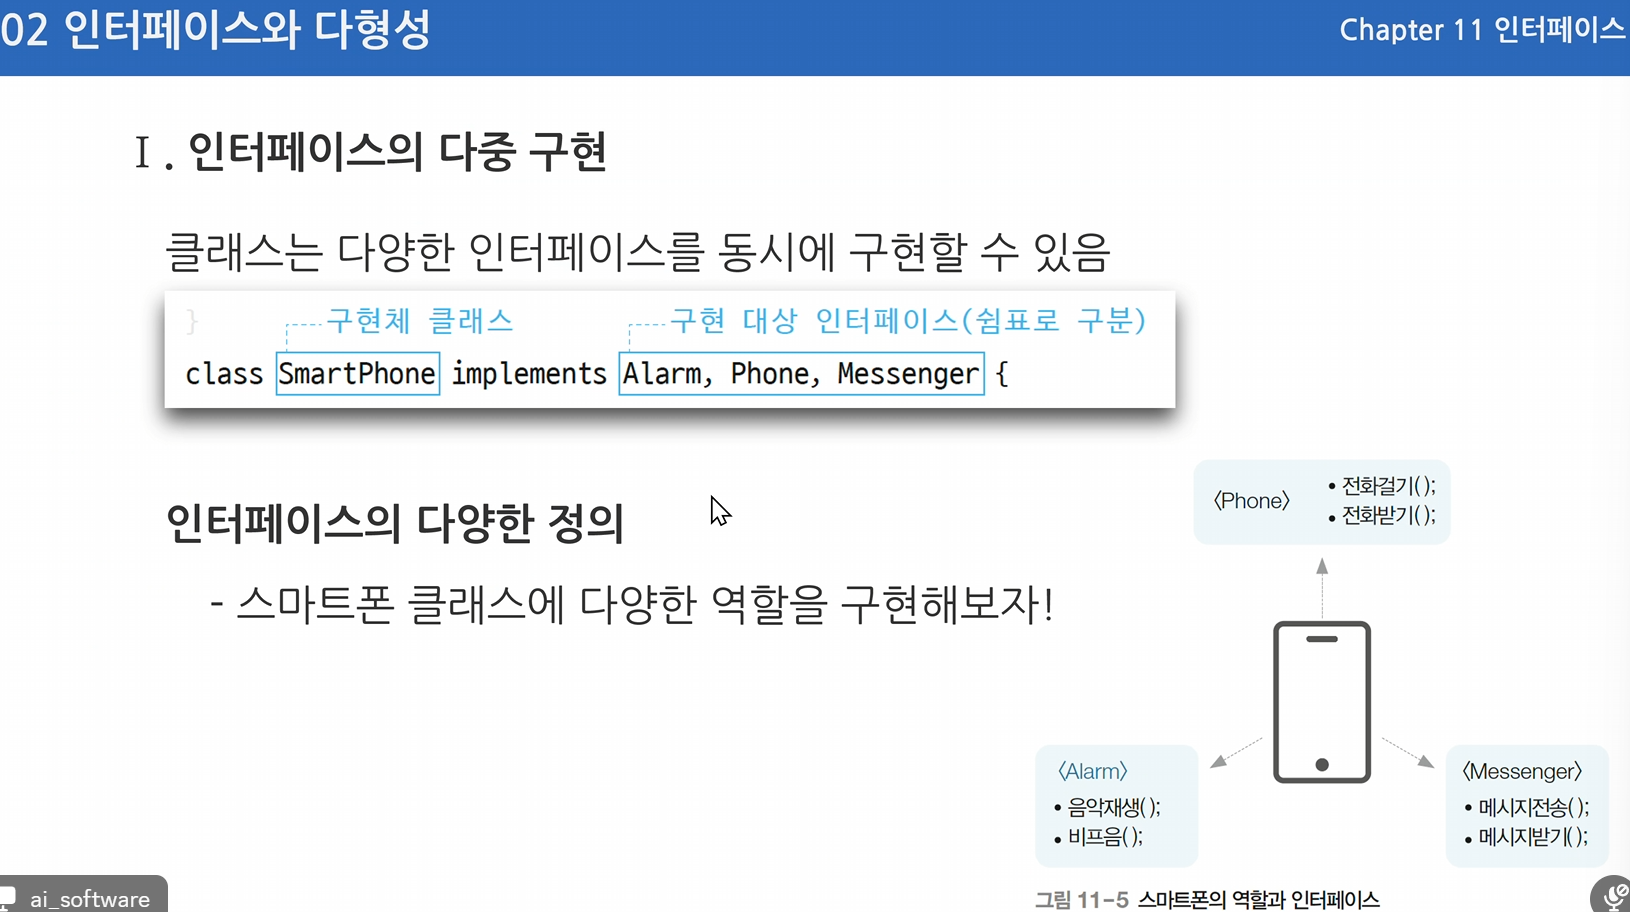 02 인터페이스와 다형성
Chapter 11 인터페이스
Ⅰ. 인터페이스의 다중 구현
클래스는 다양한 인터페이스를 동시에 구현할 수 있음
}
구현체 클래스
구현 대상 인터페이스(쉼표로 구분)
class SmartPhone implements Alarm, Phone, Messenger {
인터페이스의 다양한 정의
- 스마트폰 클래스에 다양한 역할을 구현해보자!
〈Phone〉
• 전화걸기( );
• 전화받기( );
〈Alarm〉
• 음악재생( );
• 비프음( );
〈Messenger〉
• 메시지전송( );
• 메시지받기( );
그림 11-5 스마트폰의 역할과 인터페이스
ai_software